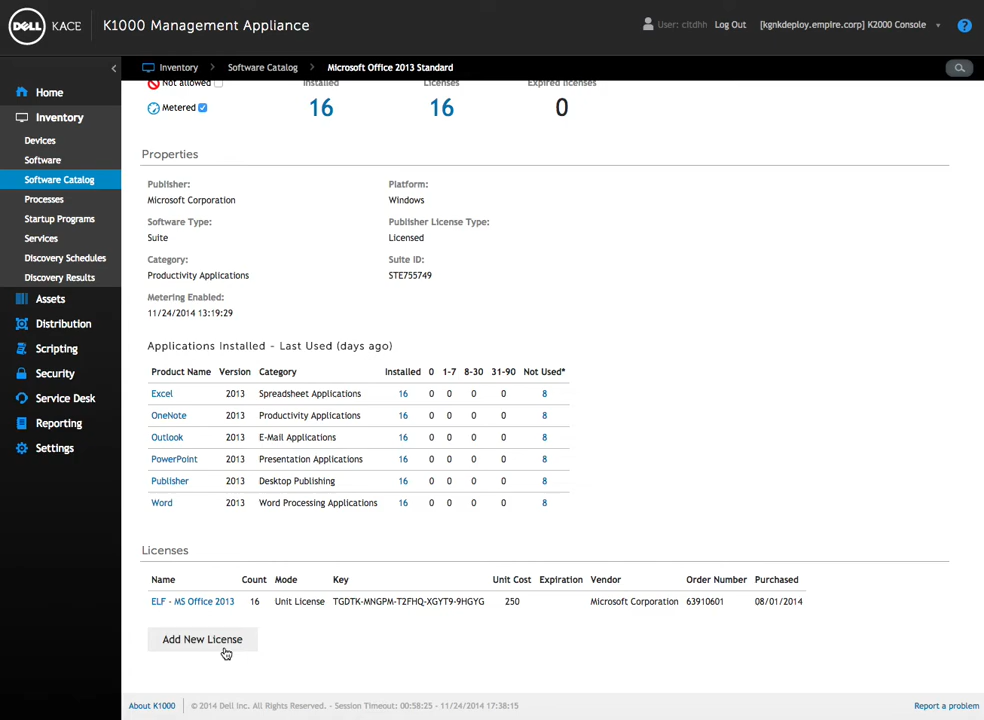 DELL KACE K1000 Management Appliance User: citdhh Log Out [kgnkdeploy.empire.corp] K2000 Console ?
Inventory > Software Catalog > Microsoft Office 2013 Standard
Home
Inventory
Devices
Software
Software Catalog
Processes
Startup Programs
Services
Discovery Schedules
Discovery Results
Assets
Distribution
Scripting
Security
Service Desk
Reporting
Settings
Not allowed Installed Licenses Expired licenses
Metered 16 16 0
Properties
Publisher: Platform:
Microsoft Corporation Windows
Software Type: Publisher License Type:
Suite Licensed
Category: Suite ID:
Productivity Applications STE755749
Metering Enabled:
11/24/2014 13:19:29
Applications Installed - Last Used (days ago)
Product Name Version Category Installed 0 1-7 8-30 31-90 Not Used*
Excel 2013 Spreadsheet Applications 16 0 0 0 0 8
OneNote 2013 Productivity Applications 16 0 0 0 0 8
Outlook 2013 E-Mail Applications 16 0 0 0 0 8
PowerPoint 2013 Presentation Applications 16 0 0 0 0 8
Publisher 2013 Desktop Publishing 16 0 0 0 0 8
Word 2013 Word Processing Applications 16 0 0 0 0 8
Licenses
Name Count Mode Key Unit Cost Expiration Vendor Order Number Purchased
ELF - MS Office 2013 16 Unit License TGDTK-MNGPM-T2FHQ-XGYT9-9HGYG 250 Microsoft Corporation 63910601 08/01/2014
Add New License
About K1000 © 2014 Dell Inc. All Rights Reserved. - Session Timeout: 00:58:25 - 11/24/2014 17:38:15 Report a problem